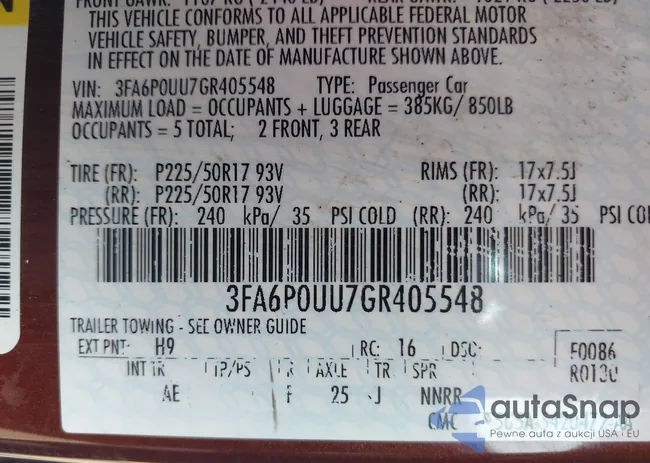 THIS VEHICLE CONFORMS TO ALL APPLICABLE FEDERAL MOTOR
VEHICLE SAFETY, BUMPER, AND THEFT PREVENTION STANDARDS
IN EFFECT ON THE DATE OF MANUFACTURE SHOWN ABOVE.
VIN: 3FA6P0UU7GR405548 TYPE: Passenger Car
MAXIMUM LOAD = OCCUPANTS + LUGGAGE = 385KG/ 850LB
OCCUPANTS = 5 TOTAL; 2 FRONT, 3 REAR
TIRE (FR): P225/50R17 93V RIMS (FR): 17x7.5J
(RR): P225/50R17 93V (RR): 17x7.5J
PRESSURE (FR): 240 kPa/ 35 PSI COLD (RR): 240 kPa/ 35 PSI
3FA6P0UU7GR405548
TRAILER TOWING - SEE OWNER GUIDE
EXT PNT: H9 RC: 16 DSO: F0086
INT TR TP/PS R AXLE TR SPR
AE 25 J NNRR
autaSnap
Pewne auta z aukcji USA i EU